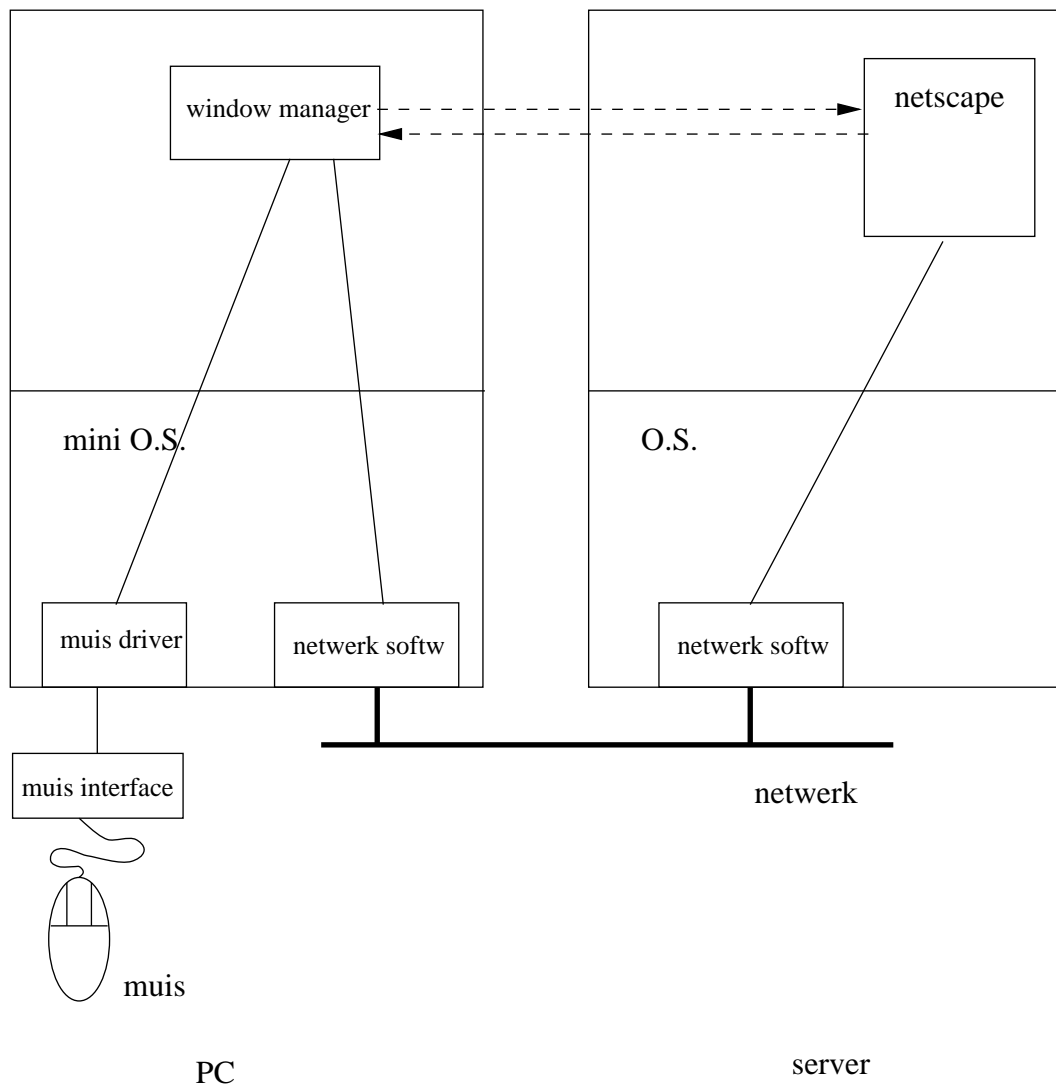 window manager
netscape
mini O.S.
O.S.
muis driver
netwerk softw
netwerk softw
muis interface
netwerk
muis
PC
server